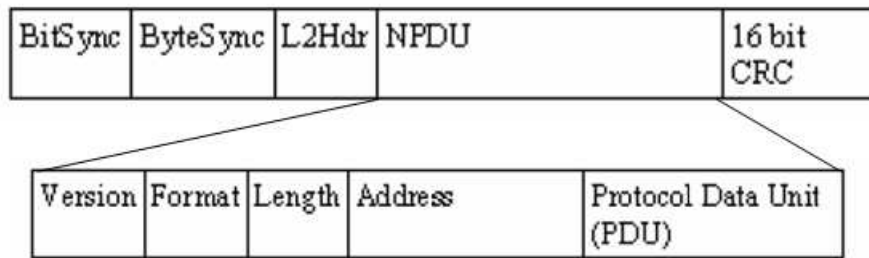 BitSync ByteSync L2Hdr NPDU 16 bit
CRC
Version Format Length Address Protocol Data Unit
(PDU)